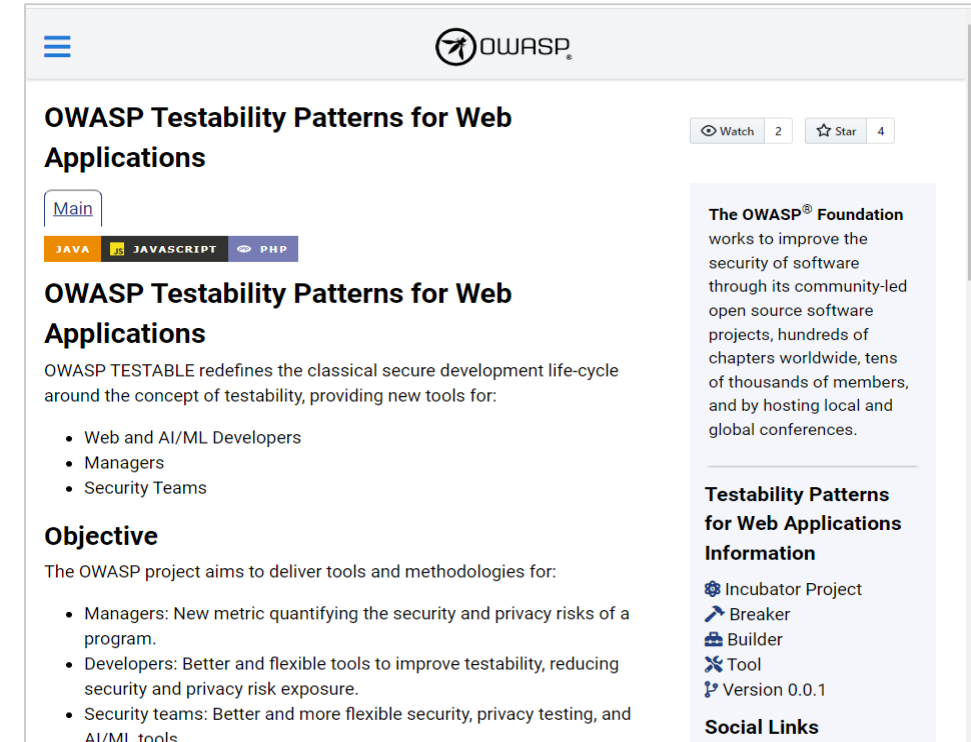 OWASP®
OWASP Testability Patterns for Web
Applications
Main
JAVA JS JAVASCRIPT php PHP
OWASP Testability Patterns for Web
Applications
OWASP TESTABLE redefines the classical secure development life-cycle
around the concept of testability, providing new tools for:
• Web and AI/ML Developers
• Managers
• Security Teams
Objective
The OWASP project aims to deliver tools and methodologies for:
• Managers: New metric quantifying the security and privacy risks of a
program.
• Developers: Better and flexible tools to improve testability, reducing
security and privacy risk exposure.
• Security teams: Better and more flexible security, privacy testing, and
AI/ML tools
Watch 2 Star 4
The OWASP® Foundation
works to improve the
security of software
through its community-led
open source software
projects, hundreds of
chapters worldwide, tens
of thousands of members,
and by hosting local and
global conferences.
Testability Patterns
for Web Applications
Information
Incubator Project
Breaker
Builder
Tool
Version 0.0.1
Social Links